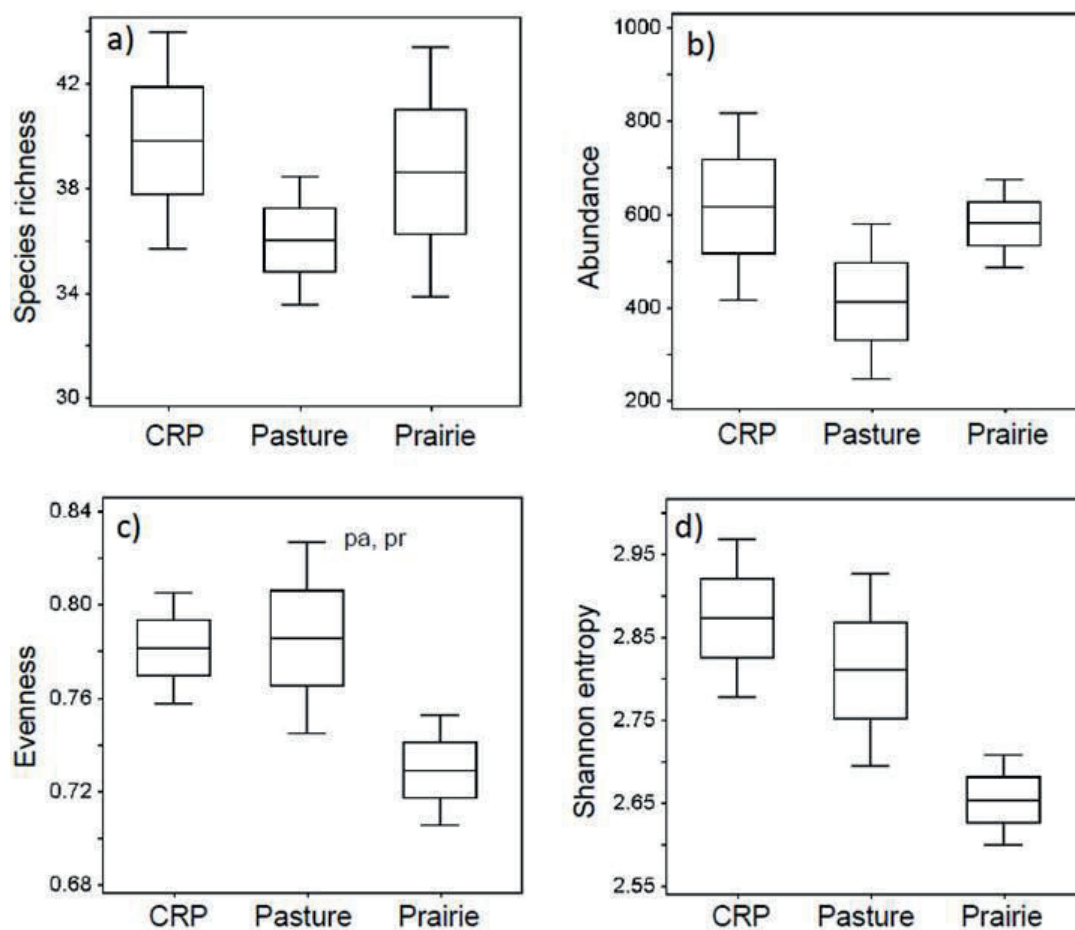 a)
Species richness
42
38
34
30
CRP Pasture Prairie
b)
Abundance
1000
800
600
400
200
CRP Pasture Prairie
c)
pa, pr
Evenness
0.84
0.80
0.76
0.72
0.68
CRP Pasture Prairie
d)
Shannon entropy
2.95
2.85
2.75
2.65
2.55
CRP Pasture Prairie